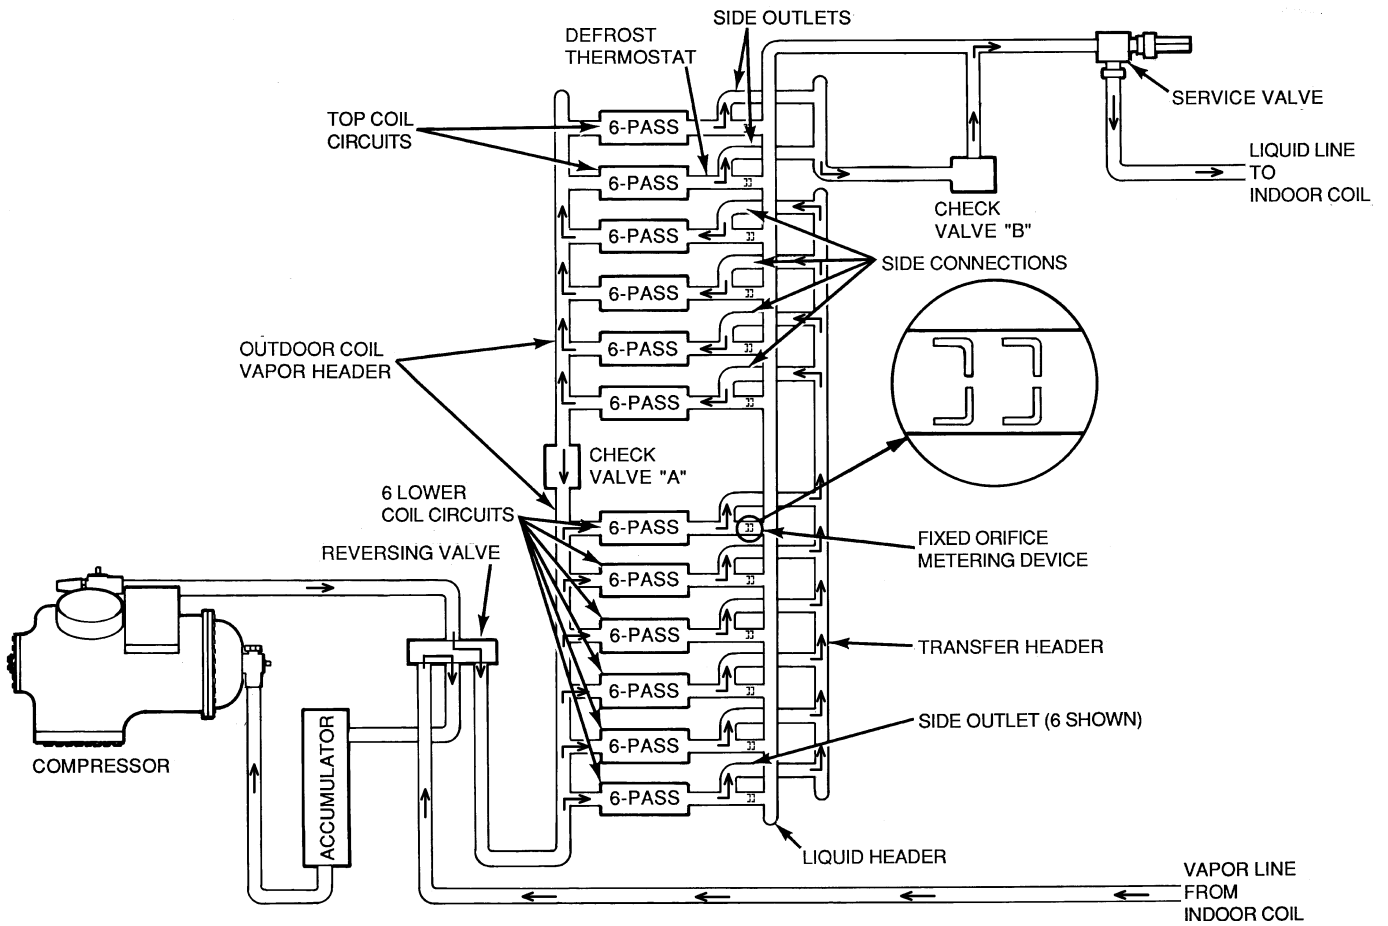 SIDE OUTLETS
DEFROST
THERMOSTAT
SERVICE VALVE
TOP COIL
CIRCUITS
6-PASS
6-PASS
LIQUID LINE
TO
INDOOR COIL
CHECK
VALVE "B"
6-PASS
SIDE CONNECTIONS
6-PASS
OUTDOOR COIL
VAPOR HEADER
6-PASS
6-PASS
CHECK
VALVE "A"
6 LOWER
COIL CIRCUITS
6-PASS
FIXED ORIFICE
METERING DEVICE
REVERSING VALVE
6-PASS
6-PASS
TRANSFER HEADER
6-PASS
SIDE OUTLET (6 SHOWN)
6-PASS
COMPRESSOR
ACCUMULATOR
6-PASS
LIQUID HEADER
VAPOR LINE
FROM
INDOOR COIL